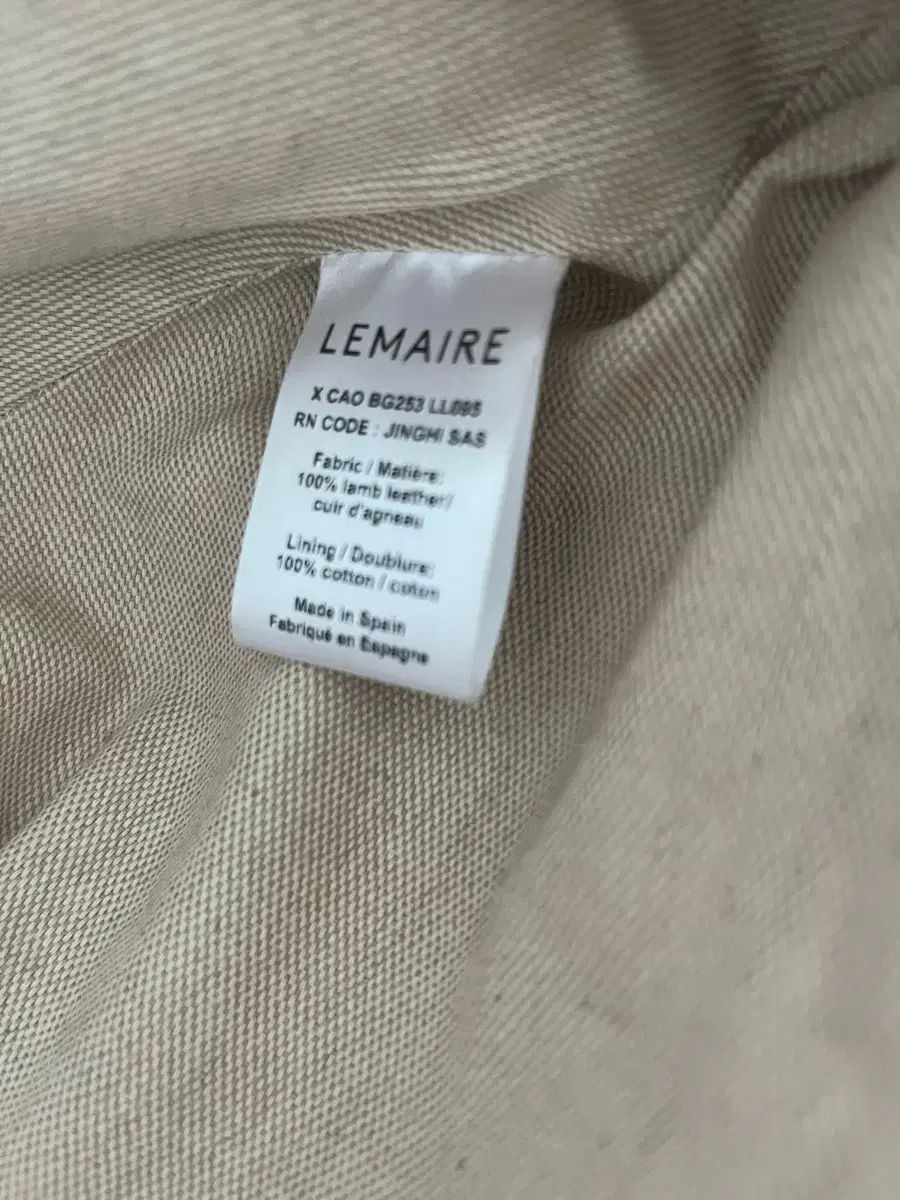 LEMAIRE
X CAO BG253 LL095
RN CODE : JINGHI SAS
Fabric / Matière:
100% lamb leather/
cuir d'agneau
Lining / Doublure:
100% cotton / coton
Made in Spain
Fabriqué en Espagne